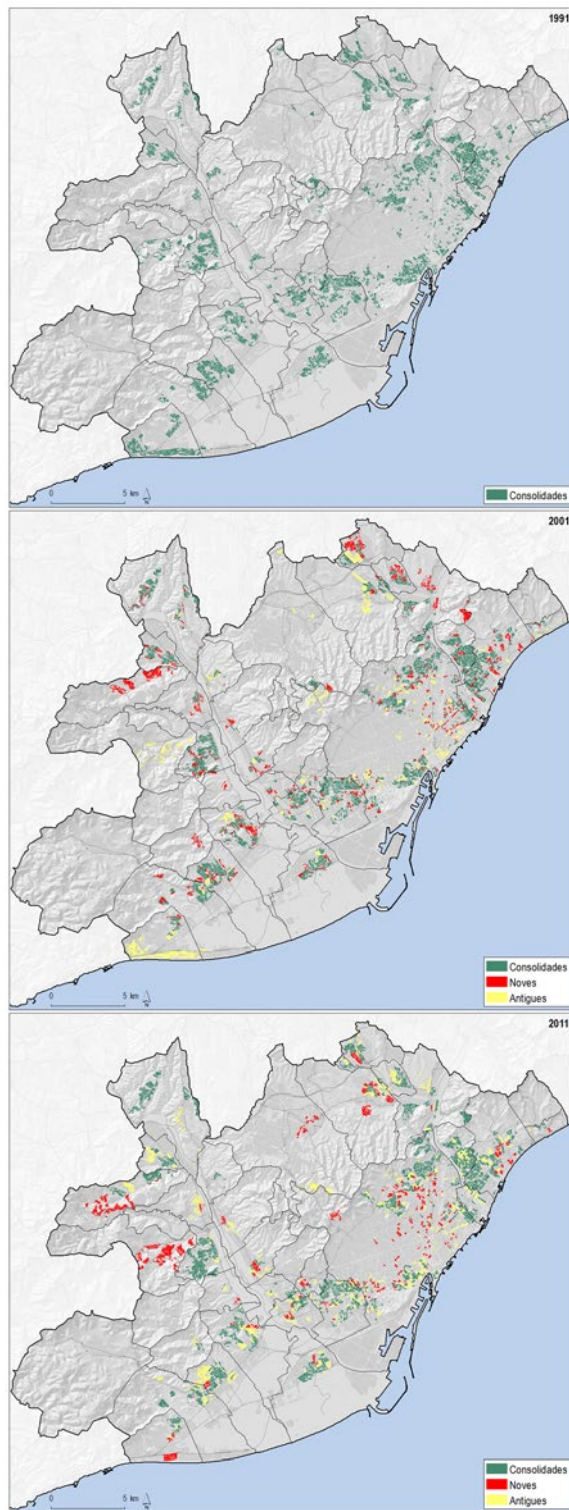 1991
0 5 km
N
Consolidades
2001
0 5 km
N
Consolidades
Noves
Antigues
2011
0 5 km
N
Consolidades
Noves
Antigues